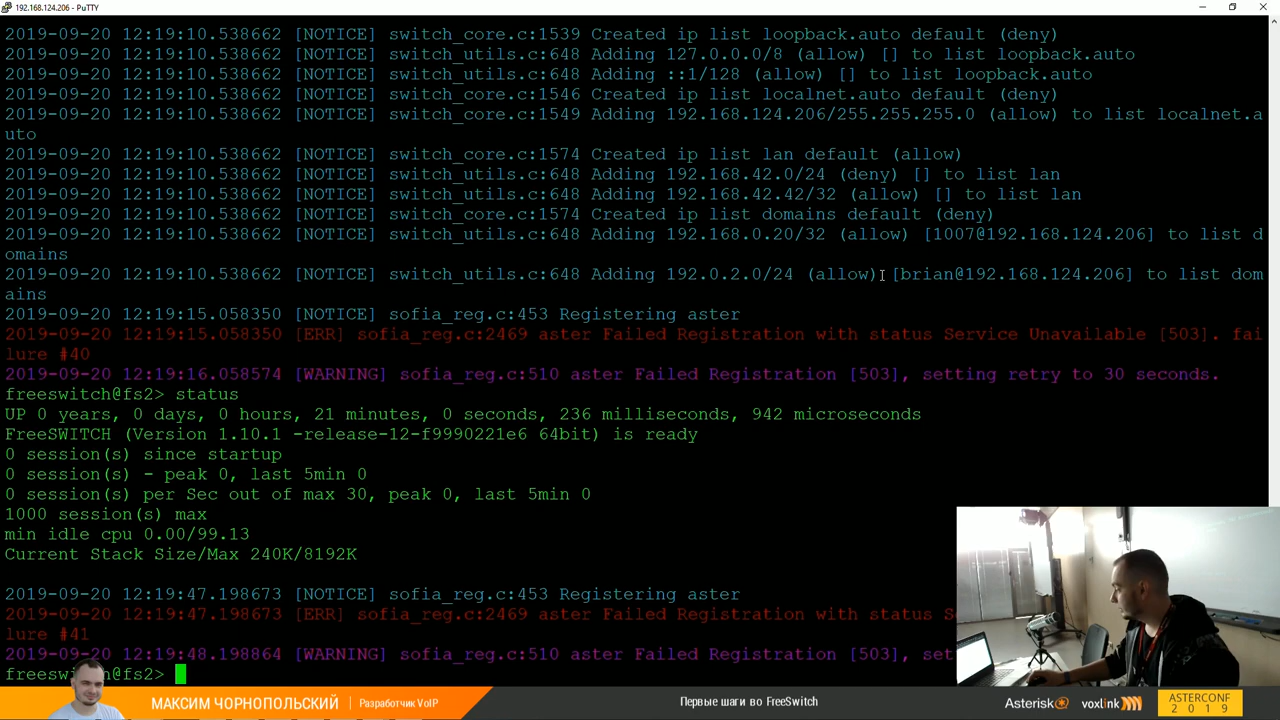 192.168.124.206 - PuTTY
2019-09-20 12:19:10.538662 [NOTICE] switch_core.c:1539 Created ip list loopback.auto default (deny)
2019-09-20 12:19:10.538662 [NOTICE] switch_utils.c:648 Adding 127.0.0.0/8 (allow) [] to list loopback.auto
2019-09-20 12:19:10.538662 [NOTICE] switch_utils.c:648 Adding ::1/128 (allow) [] to list loopback.auto
2019-09-20 12:19:10.538662 [NOTICE] switch_core.c:1546 Created ip list localnet.auto default (deny)
2019-09-20 12:19:10.538662 [NOTICE] switch_core.c:1549 Adding 192.168.124.206/255.255.255.0 (allow) to list localnet.a
uto
2019-09-20 12:19:10.538662 [NOTICE] switch_core.c:1574 Created ip list lan default (allow)
2019-09-20 12:19:10.538662 [NOTICE] switch_utils.c:648 Adding 192.168.42.0/24 (deny) [] to list lan
2019-09-20 12:19:10.538662 [NOTICE] switch_utils.c:648 Adding 192.168.42.42/32 (allow) [] to list lan
2019-09-20 12:19:10.538662 [NOTICE] switch_core.c:1574 Created ip list domains default (deny)
2019-09-20 12:19:10.538662 [NOTICE] switch_utils.c:648 Adding 192.168.0.20/32 (allow) [1007@192.168.124.206] to list d
omains
2019-09-20 12:19:10.538662 [NOTICE] switch_utils.c:648 Adding 192.0.2.0/24 (allow) [brian@192.168.124.206] to list dom
ains
2019-09-20 12:19:15.058350 [NOTICE] sofia_reg.c:453 Registering aster
2019-09-20 12:19:15.058350 [ERR] sofia_reg.c:2469 aster Failed Registration with status Service Unavailable [503]. fai
lure #40
2019-09-20 12:19:16.058574 [WARNING] sofia_reg.c:510 aster Failed Registration [503], setting retry to 30 seconds.
freeswitch@fs2> status
UP 0 years, 0 days, 0 hours, 21 minutes, 0 seconds, 236 milliseconds, 942 microseconds
FreeSWITCH (Version 1.10.1 -release-12-f9990221e6 64bit) is ready
0 session(s) since startup
0 session(s) - peak 0, last 5min 0
0 session(s) per Sec out of max 30, peak 0, last 5min 0
1000 session(s) max
min idle cpu 0.00/99.13
Current Stack Size/Max 240K/8192K
2019-09-20 12:19:47.198673 [NOTICE] sofia_reg.c:453 Registering aster
2019-09-20 12:19:47.198673 [ERR] sofia_reg.c:2469 aster Failed Registration with status
lure #41
2019-09-20 12:19:48.198864 [WARNING] sofia_reg.c:510 aster Failed Registration [503],
freeswitch@fs2>
МАКСИМ ЧОРНОПОЛЬСКИЙ Разработчик VoIP
Первые шаги во FreeSwitch
Asterisk voxlink
ASTERCONF
2019